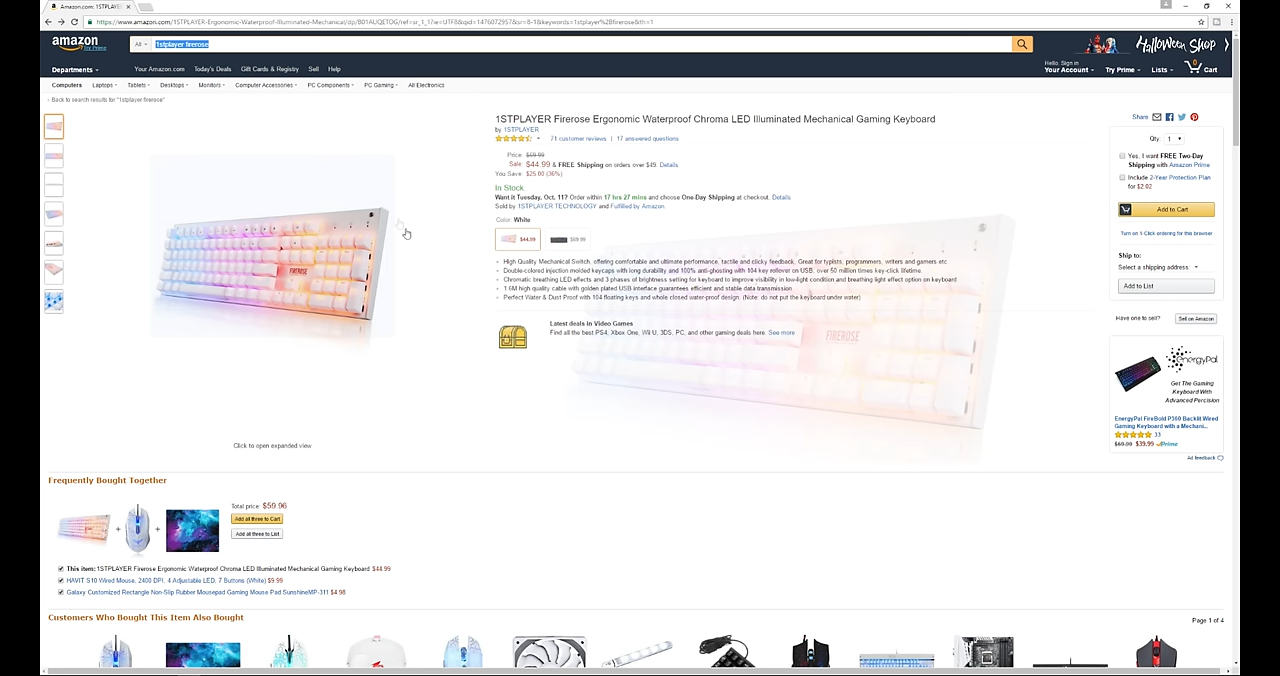 Amazon.com: 1STPLAYE
https://www.amazon.com/1STPLAYER-Ergonomic-Waterproof-Illuminated-Mechanical/dp/B01AUQETOG/ref=sr_1_1?ie=UTF8&qid=1476072957&sr=8-1&keywords=1stplayer%2Bfirerose&th=1
amazon
Try Prime
All
1stplayer firerose
Halloween Shop
Departments
Your Amazon.com Today's Deals Gift Cards & Registry Sell Help
Hello. Sign in
Your Account Try Prime Lists 0 Cart
Computers Laptops Tablets Desktops Monitors Computer Accessories PC Components PC Gaming All Electronics
‹ Back to search results for "1stplayer firerose"
1STPLAYER Firerose Ergonomic Waterproof Chroma LED Illuminated Mechanical Gaming Keyboard
by 1STPLAYER
71 customer reviews | 17 answered questions
Price: $69.99
Sale: $44.99 & FREE Shipping on orders over $49. Details
You Save: $25.00 (36%)
In Stock.
Want it Tuesday, Oct. 11? Order within 17 hrs 27 mins and choose One-Day Shipping at checkout. Details
Sold by 1STPLAYER TECHNOLOGY and Fulfilled by Amazon.
Color: White
$44.99 $69.99
High Quality Mechanical Switch, offering comfortable and ultimate performance, tactile and clicky feedback, Great for typists, programmers, writers and gamers etc
Double-colored injection molded keycaps with long durability and 100% anti-ghosting with 104 key rollover on USB, over 50 million times key-click lifetime.
Chromatic breathing LED effects and 3 phases of brightness setting for keyboard to improve visibility in low-light condition and breathing light effect option on keyboard
1.6M high quality cable with golden plated USB interface guarantees efficient and stable data transmission
Perfect Water & Dust Proof with 104 floating keys and whole closed water-proof design. (Note: do not put the keyboard under water)
Latest deals in Video Games
Find all the best PS4, Xbox One, Wii U, 3DS, PC, and other gaming deals here. See more
FIREROSE
FIREROSE
Click to open expanded view
Share
Qty: 1
Yes, I want FREE Two-Day
Shipping with Amazon Prime
Include 2-Year Protection Plan
for $2.02
Add to Cart
Turn on 1-Click ordering for this browser
Ship to:
Select a shipping address
Add to List
Have one to sell? Sell on Amazon
EnergyPal
Get The Gaming
Keyboard With
Advanced Percision
EnergyPal FireBold P360 Backlit Wired
Gaming Keyboard with a Mechani...
33
$69.99 $39.99 Prime
Ad feedback
Frequently Bought Together
Total price: $59.96
Add all three to Cart
Add all three to List
+ +
This item: 1STPLAYER Firerose Ergonomic Waterproof Chroma LED Illuminated Mechanical Gaming Keyboard $44.99
HAVIT S10 Wired Mouse, 2400 DPI, 4 Adjustable LED, 7 Buttons (White) $9.99
Galaxy Customized Rectangle Non-Slip Rubber Mousepad Gaming Mouse Pad SunshineMP-311 $4.98
Customers Who Bought This Item Also Bought
Page 1 of 4